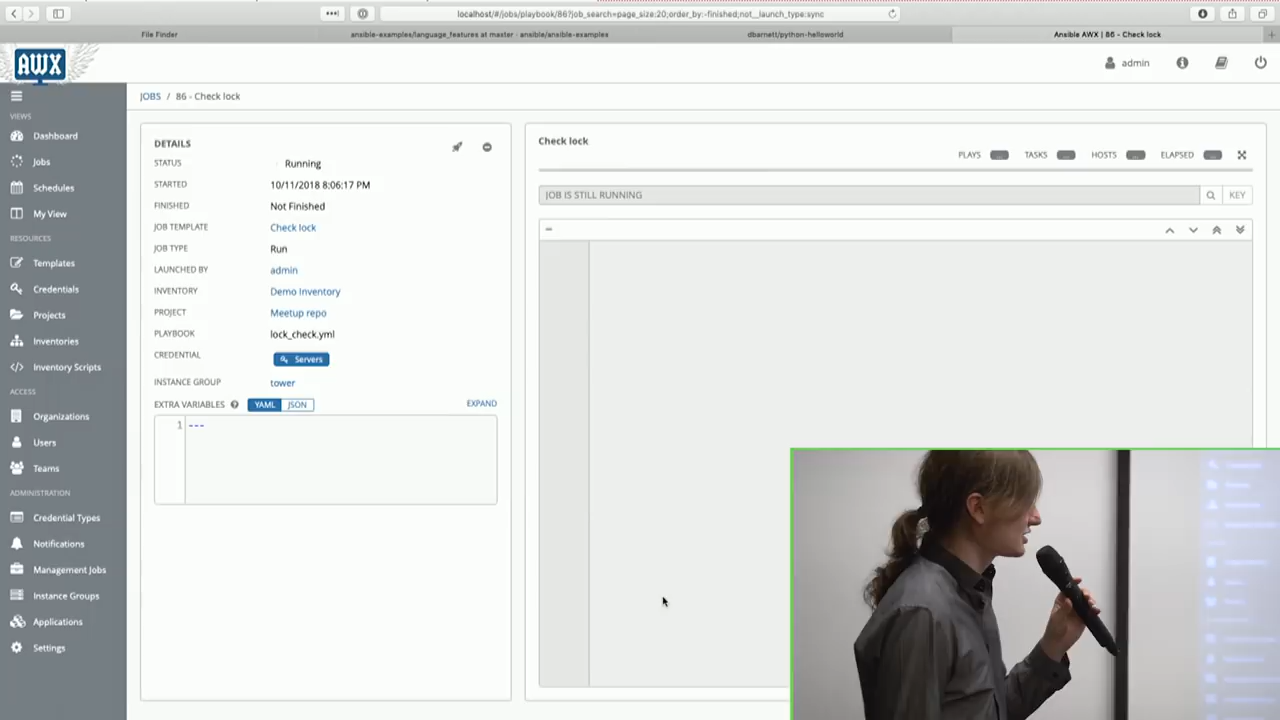 localhost/#/jobs/playbook/86?job_search=page_size:20;order_by:-finished;not__launch_type:sync
File Finder
ansible-examples/language_features at master · ansible/ansible-examples
dbarnett/python-helloworld
Ansible AWX | 86 - Check lock
AWX
admin
JOBS / 86 - Check lock
VIEWS
Dashboard
Jobs
Schedules
My View
RESOURCES
Templates
Credentials
Projects
Inventories
Inventory Scripts
ACCESS
Organizations
Users
Teams
ADMINISTRATION
Credential Types
Notifications
Management Jobs
Instance Groups
Applications
Settings
DETAILS
STATUS Running
STARTED 10/11/2018 8:06:17 PM
FINISHED Not Finished
JOB TEMPLATE Check lock
JOB TYPE Run
LAUNCHED BY admin
INVENTORY Demo Inventory
PROJECT Meetup repo
PLAYBOOK lock_check.yml
CREDENTIAL Servers
INSTANCE GROUP tower
EXTRA VARIABLES YAML JSON EXPAND
1 ---
Check lock
PLAYS ... TASKS ... HOSTS ... ELAPSED ...
JOB IS STILL RUNNING KEY